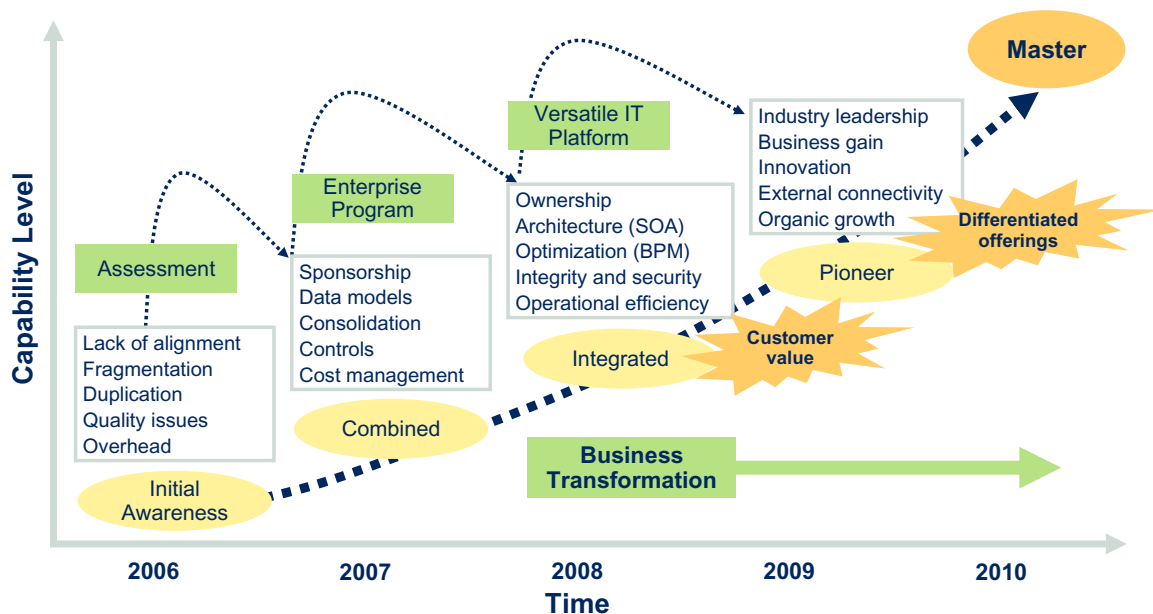 Master
Versatile IT
Platform
Industry leadership
Business gain
Innovation
External connectivity
Organic growth
Enterprise
Program
Ownership
Architecture (SOA)
Optimization (BPM)
Integrity and security
Operational efficiency
Differentiated
offerings
Assessment
Sponsorship
Data models
Consolidation
Controls
Cost management
Pioneer
Lack of alignment
Fragmentation
Duplication
Quality issues
Overhead
Integrated
Customer
value
Combined
Business
Transformation
Initial
Awareness
Capability Level
2006
2007
2008
2009
2010
Time